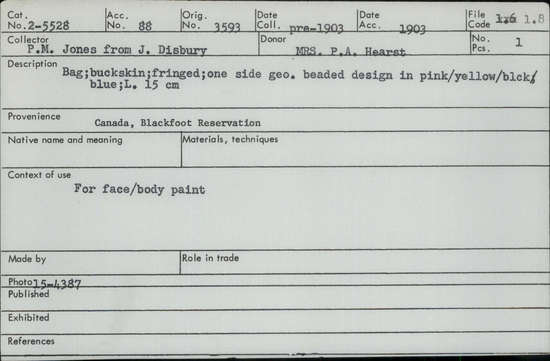 Cat. No. 2-5528 Acc. No. 88 Orig. No. 3593 Date Coll. pre-1903 Date Acc. 1903 File Code 1.8
Collector P.M. Jones from J. Disbury Donor MRS. P.A. Hearst No. Pcs. 1
Description Bag;buckskin;fringed;one side geo. beaded design in pink/yellow/blck/
blue;L. 15 cm
Provenience Canada, Blackfoot Reservation
Native name and meaning Materials, techniques
Context of use
For face/body paint
Made by Role in trade
Photo 15-4387
Published
Exhibited
References